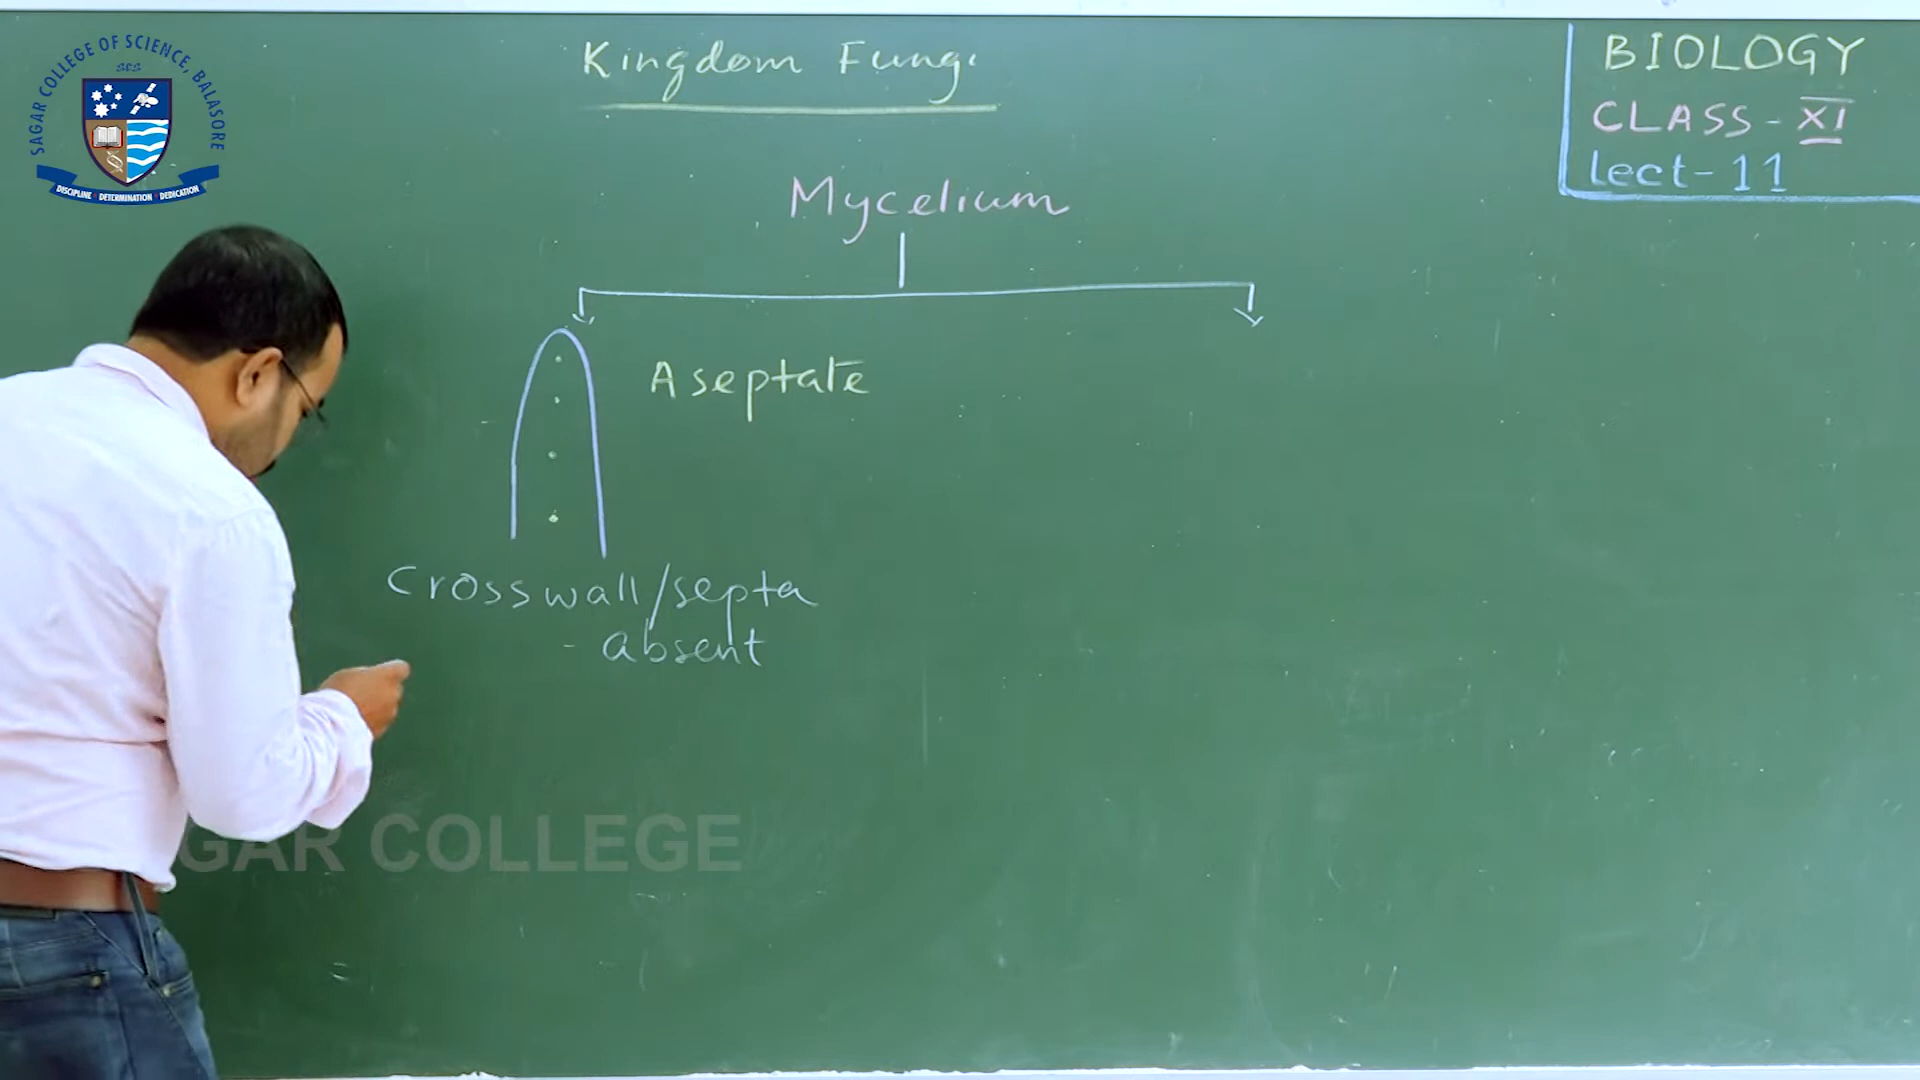 SAGAR COLLEGE OF SCIENCE, BALASORE
SCS
DISCIPLINE · DETERMINATION · DEDICATION
Kingdom Fungi
BIOLOGY
CLASS - XI
Lect - 11
Mycelium
Aseptate
Crosswall/septa
- absent
GAR COLLEGE